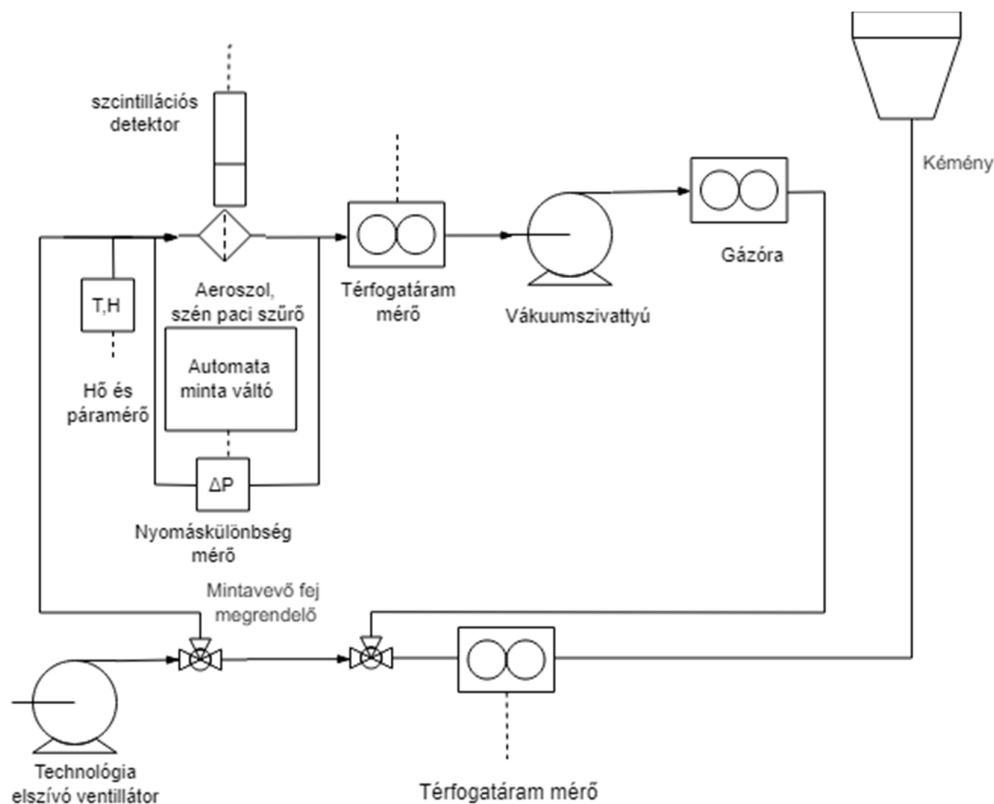 szcintillációs
detektor
Kémény
Gázóra
T,H
Aeroszol,
szén paci szűrő
Térfogatáram
mérő
Vákuumszivattyú
Hő és
páramérő
Automata
minta váltó
ΔP
Nyomáskülönbség
mérő
Mintavevő fej
megrendelő
Technológia
elszívó ventillátor
Térfogatáram mérő